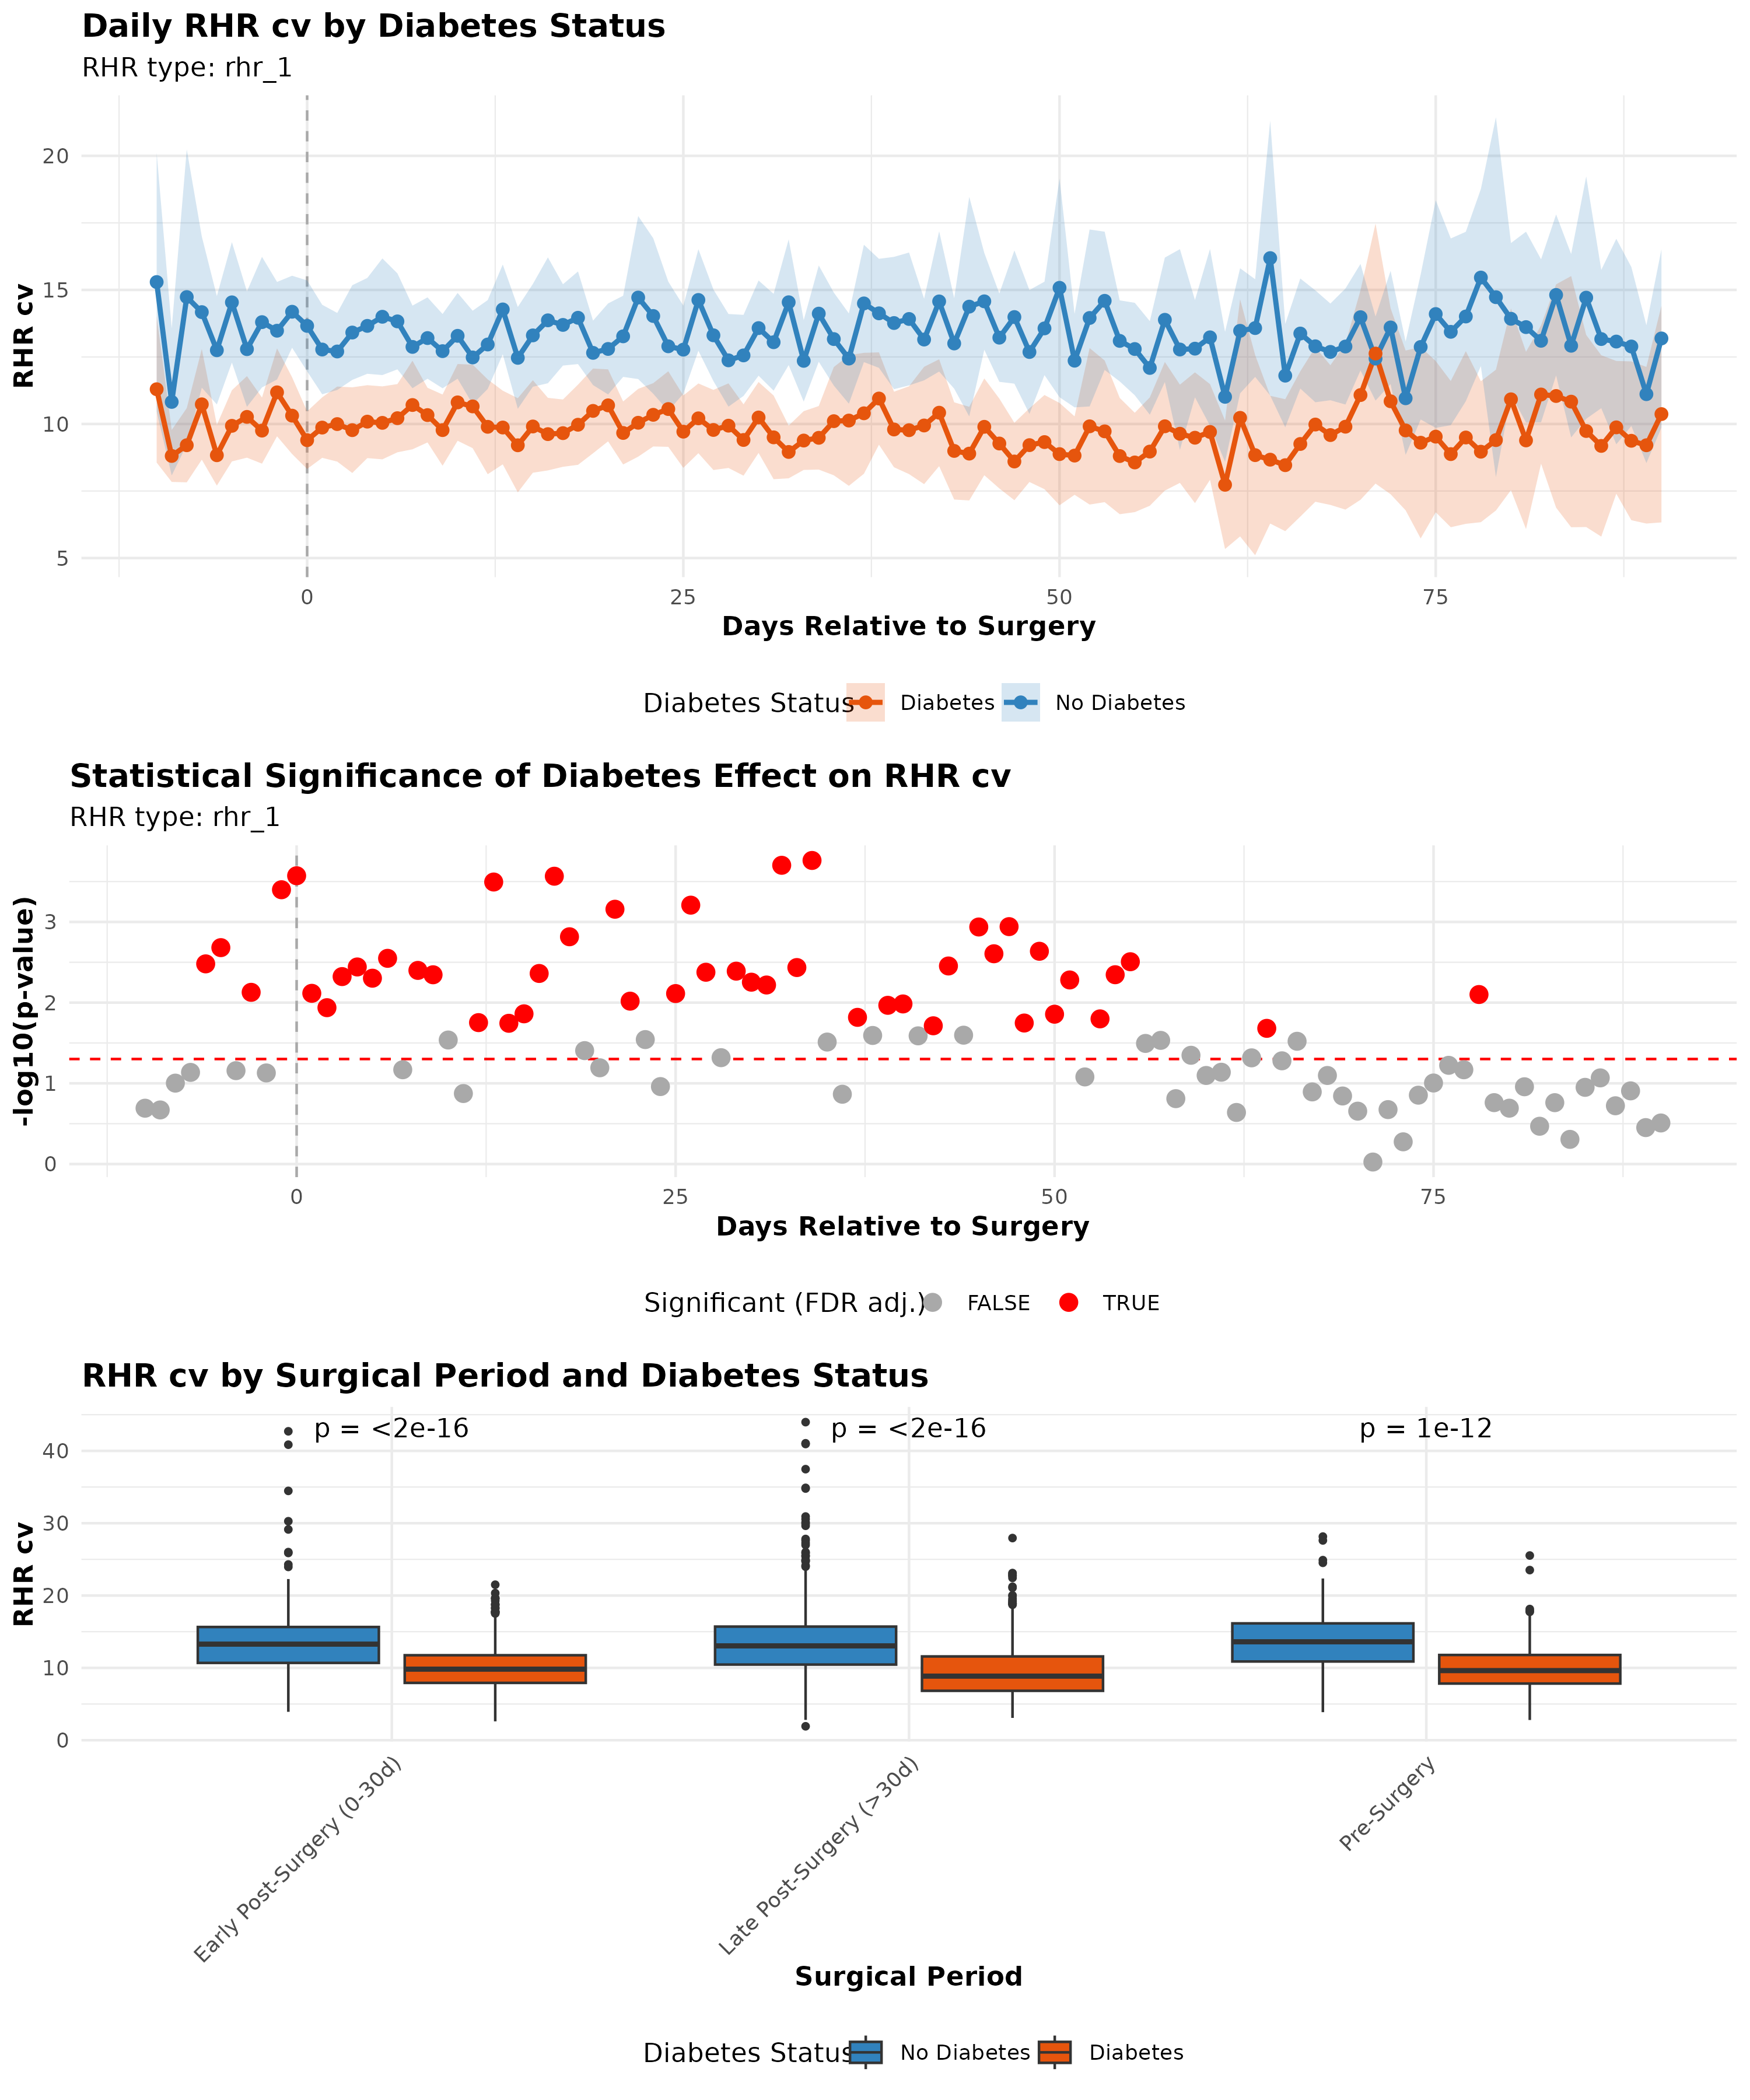 Daily RHR cv by Diabetes Status
RHR type: rhr_1
RHR cv
20
15
10
5
0 25 50 75
Days Relative to Surgery
Diabetes Status Diabetes No Diabetes
Statistical Significance of Diabetes Effect on RHR cv
RHR type: rhr_1
-log10(p-value)
3
2
1
0
0 25 50 75
Days Relative to Surgery
Significant (FDR adj.) FALSE TRUE
RHR cv by Surgical Period and Diabetes Status
p = <2e-16 p = <2e-16 p = 1e-12
RHR cv
40
30
20
10
0
Early Post-Surgery (0-30d)
Late Post-Surgery (>30d)
Pre-Surgery
Surgical Period
Diabetes Status No Diabetes Diabetes